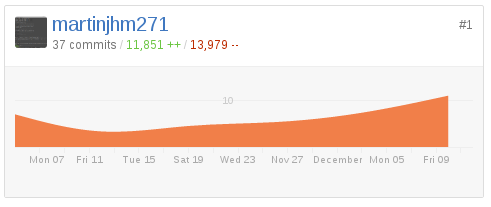 martinjhm271
#1
37 commits / 11,851 ++ / 13,979 --
10
Mon 07 Fri 11 Tue 15 Sat 19 Wed 23 Nov 27 December Mon 05 Fri 09